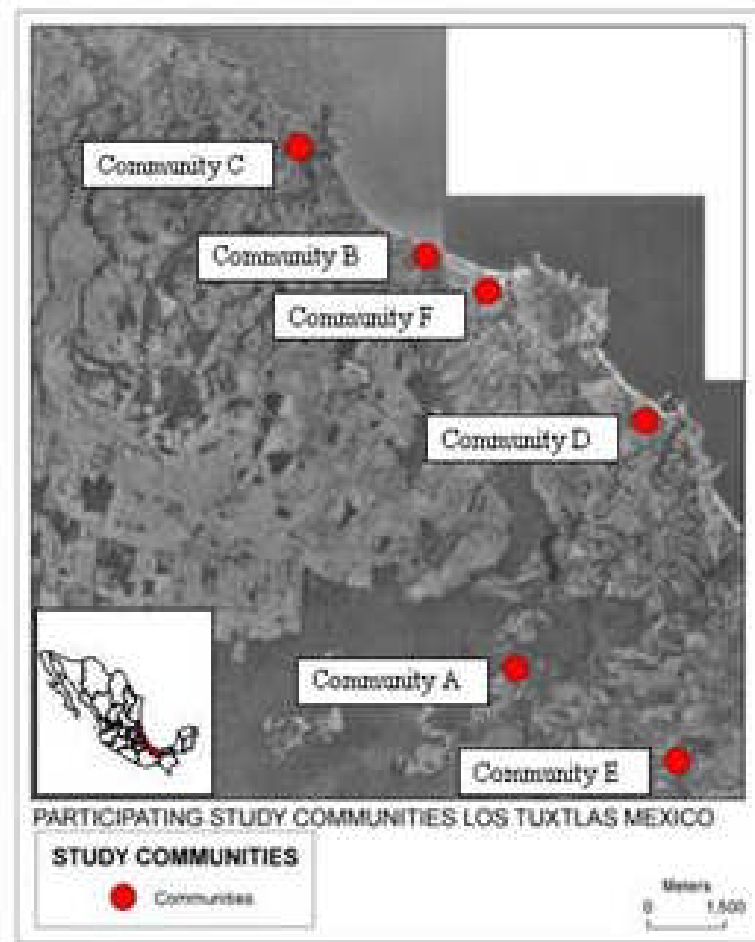 Community C
Community B
Community F
Community D
Community A
Community E
PARTICIPATING STUDY COMMUNITIES LOS TUXTLAS MEXICO
STUDY COMMUNITIES
Communities
Meters
0 1,500